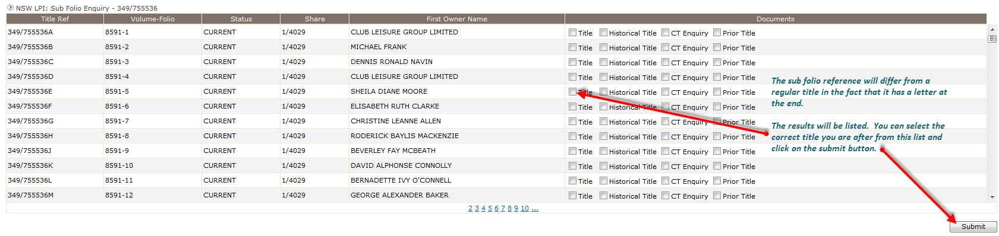 NSW LPI: Sub Folio Enquiry - 349/755536
Title Ref Volume-Folio Status Share First Owner Name Documents
349/755536A 8591-1 CURRENT 1/4029 CLUB LEISURE GROUP LIMITED Title Historical Title CT Enquiry Prior Title
349/755536B 8591-2 CURRENT 1/4029 MICHAEL FRANK Title Historical Title CT Enquiry Prior Title
349/755536C 8591-3 CURRENT 1/4029 DENNIS RONALD NAVIN Title Historical Title CT Enquiry Prior Title
349/755536D 8591-4 CURRENT 1/4029 CLUB LEISURE GROUP LIMITED Title Historical Title CT Enquiry Prior Title
349/755536E 8591-5 CURRENT 1/4029 SHEILA DIANE MOORE Title Historical Title CT Enquiry Prior Title
349/755536F 8591-6 CURRENT 1/4029 ELISABETH RUTH CLARKE Title Historical Title CT Enquiry Prior Title
349/755536G 8591-7 CURRENT 1/4029 CHRISTINE LEANNE ALLEN Title Historical Title CT Enquiry Prior Title
349/755536H 8591-8 CURRENT 1/4029 RODERICK BAYLIS MACKENZIE Title Historical Title CT Enquiry Prior Title
349/755536J 8591-9 CURRENT 1/4029 BEVERLEY FAY MCBEATH Title Historical Title CT Enquiry Prior Title
349/755536K 8591-10 CURRENT 1/4029 DAVID ALPHONSE CONNOLLY Title Historical Title CT Enquiry Prior Title
349/755536L 8591-11 CURRENT 1/4029 BERNADETTE IVY O'CONNELL Title Historical Title CT Enquiry Prior Title
349/755536M 8591-12 CURRENT 1/4029 GEORGE ALEXANDER BAKER Title Historical Title CT Enquiry Prior Title
The sub folio reference will differ from a
regular title in the fact that it has a letter at
the end.
The results will be listed. You can select the
correct title you are after from this list and
click on the submit button.
2 3 4 5 6 7 8 9 10 ...
Submit